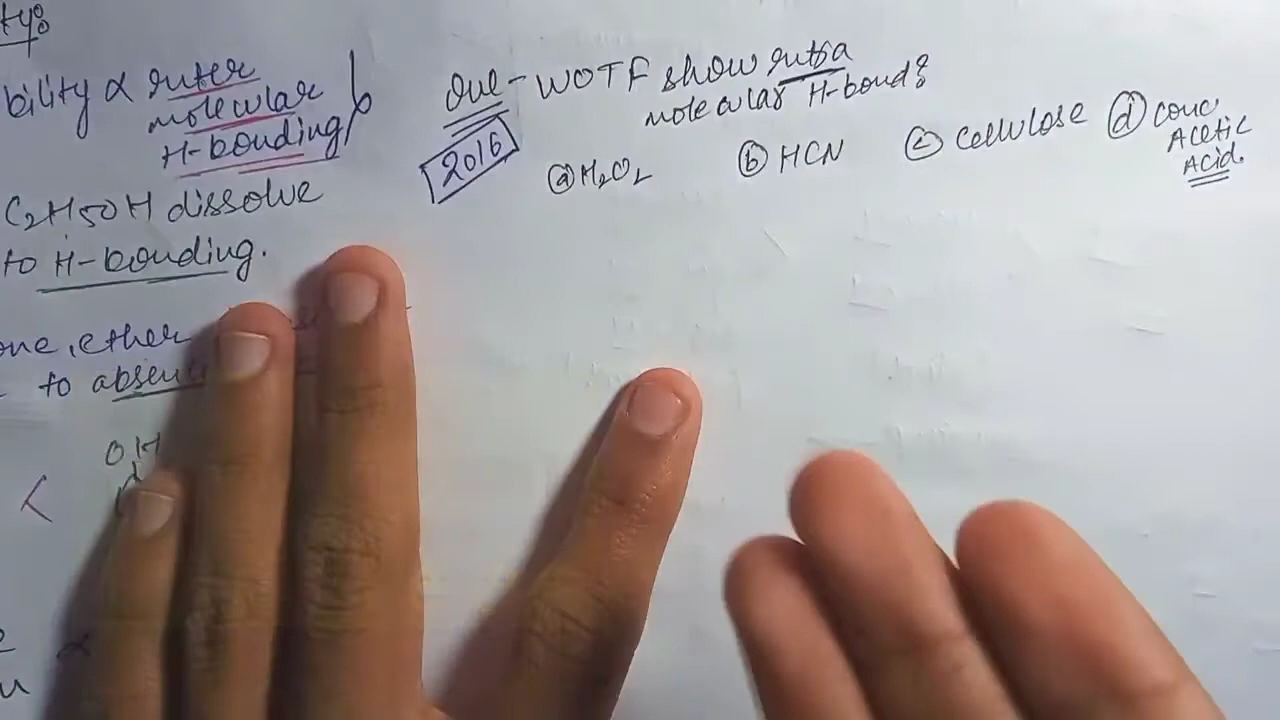 ty:
bility ∝ inter
molecular
H-bonding
C₂H5OH dissolve
to H-bonding.
one, ether
to absen
OH
<
∝
Que - WOTF show intra
molecular H-bond?
2016
(a) H₂O₂ (b) HCN (c) Cellulose (d) conc
Acetic
Acid.